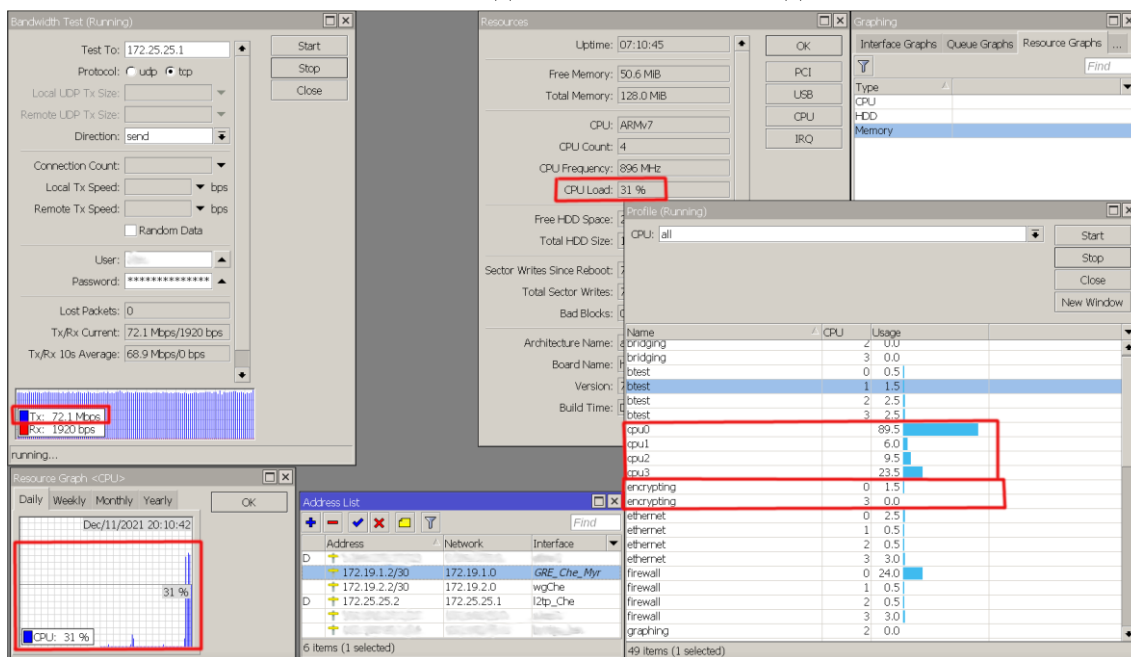 Bandwidth Test (Running)
Test To: 172.25.25.1
Protocol: udp tcp
Local UDP Tx Size:
Remote UDP Tx Size:
Direction: send
Connection Count:
Local Tx Speed: bps
Remote Tx Speed: bps
Random Data
User:
Password: **************
Lost Packets: 0
Tx/Rx Current: 72.1 Mbps/1920 bps
Tx/Rx 10s Average: 68.9 Mbps/0 bps
Start
Stop
Close
Tx: 72.1 Mbps
Rx: 1920 bps
running...
Resources
Uptime: 07:10:45
Free Memory: 50.6 MiB
Total Memory: 128.0 MiB
CPU: ARMv7
CPU Count: 4
CPU Frequency: 896 MHz
CPU Load: 31 %
Free HDD Space:
Total HDD Size:
Sector Writes Since Reboot:
Total Sector Writes:
Bad Blocks:
Architecture Name:
Board Name:
Version:
Build Time:
OK
PCI
USB
CPU
IRQ
Graphing
Interface Graphs Queue Graphs Resource Graphs ...
Find
Type
CPU
HDD
Memory
Profile (Running)
CPU: all
Start
Stop
Close
New Window
Name CPU Usage
bridging 2 0.0
bridging 3 0.0
btest 0 0.5
btest 1 1.5
btest 2 2.5
btest 3 2.5
cpu0 89.5
cpu1 6.0
cpu2 9.5
cpu3 23.5
encrypting 0 1.5
encrypting 3 0.0
ethernet 0 2.5
ethernet 1 0.5
ethernet 2 0.5
ethernet 3 3.0
firewall 0 24.0
firewall 1 0.5
firewall 2 0.5
firewall 3 3.0
graphing 2 0.0
49 items (1 selected)
Resource Graph <CPU>
Daily Weekly Monthly Yearly
OK
Dec/11/2021 20:10:42
31 %
CPU: 31 %
Address List
Find
Address Network Interface
D
172.19.1.2/30 172.19.1.0 GRE_Che_Myr
172.19.2.2/30 172.19.2.0 wgChe
D 172.25.25.2 172.25.25.1 l2tp_Che
6 items (1 selected)